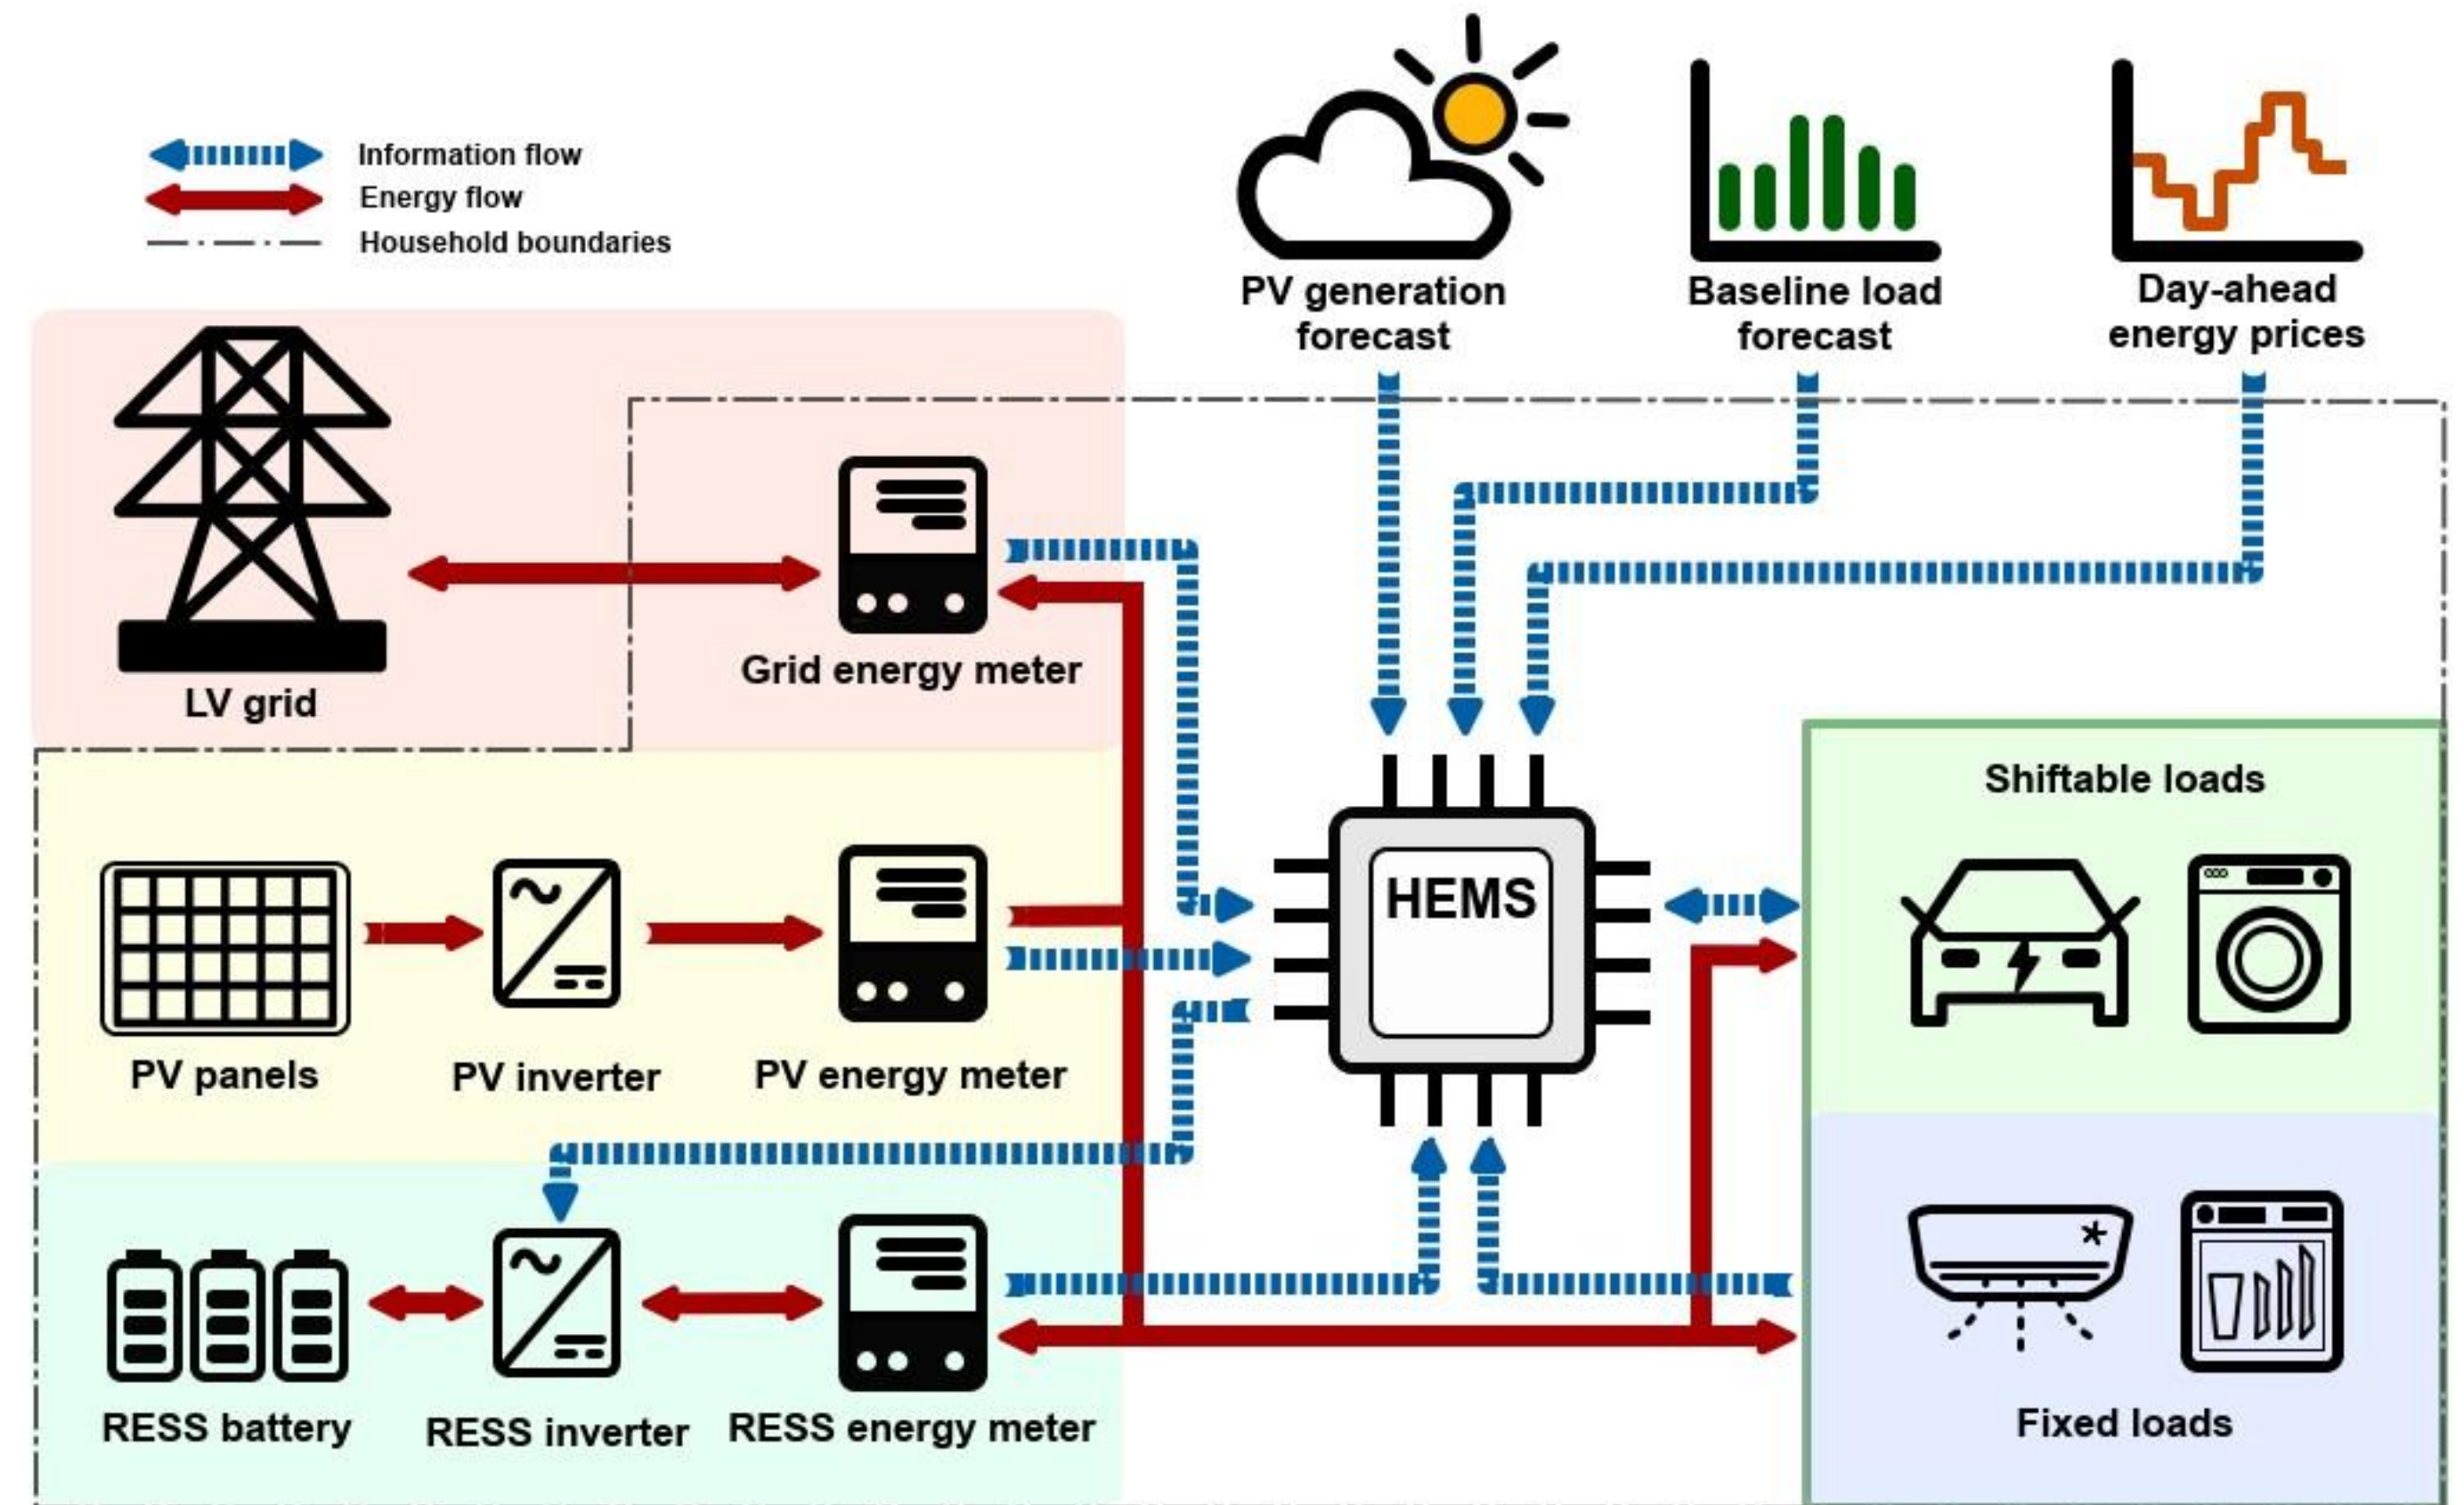 Information flow
Energy flow
Household boundaries
PV generation
forecast
Baseline load
forecast
Day-ahead
energy prices
LV grid
Grid energy meter
PV panels
PV inverter
PV energy meter
HEMS
Shiftable loads
RESS battery
RESS inverter
RESS energy meter
Fixed loads